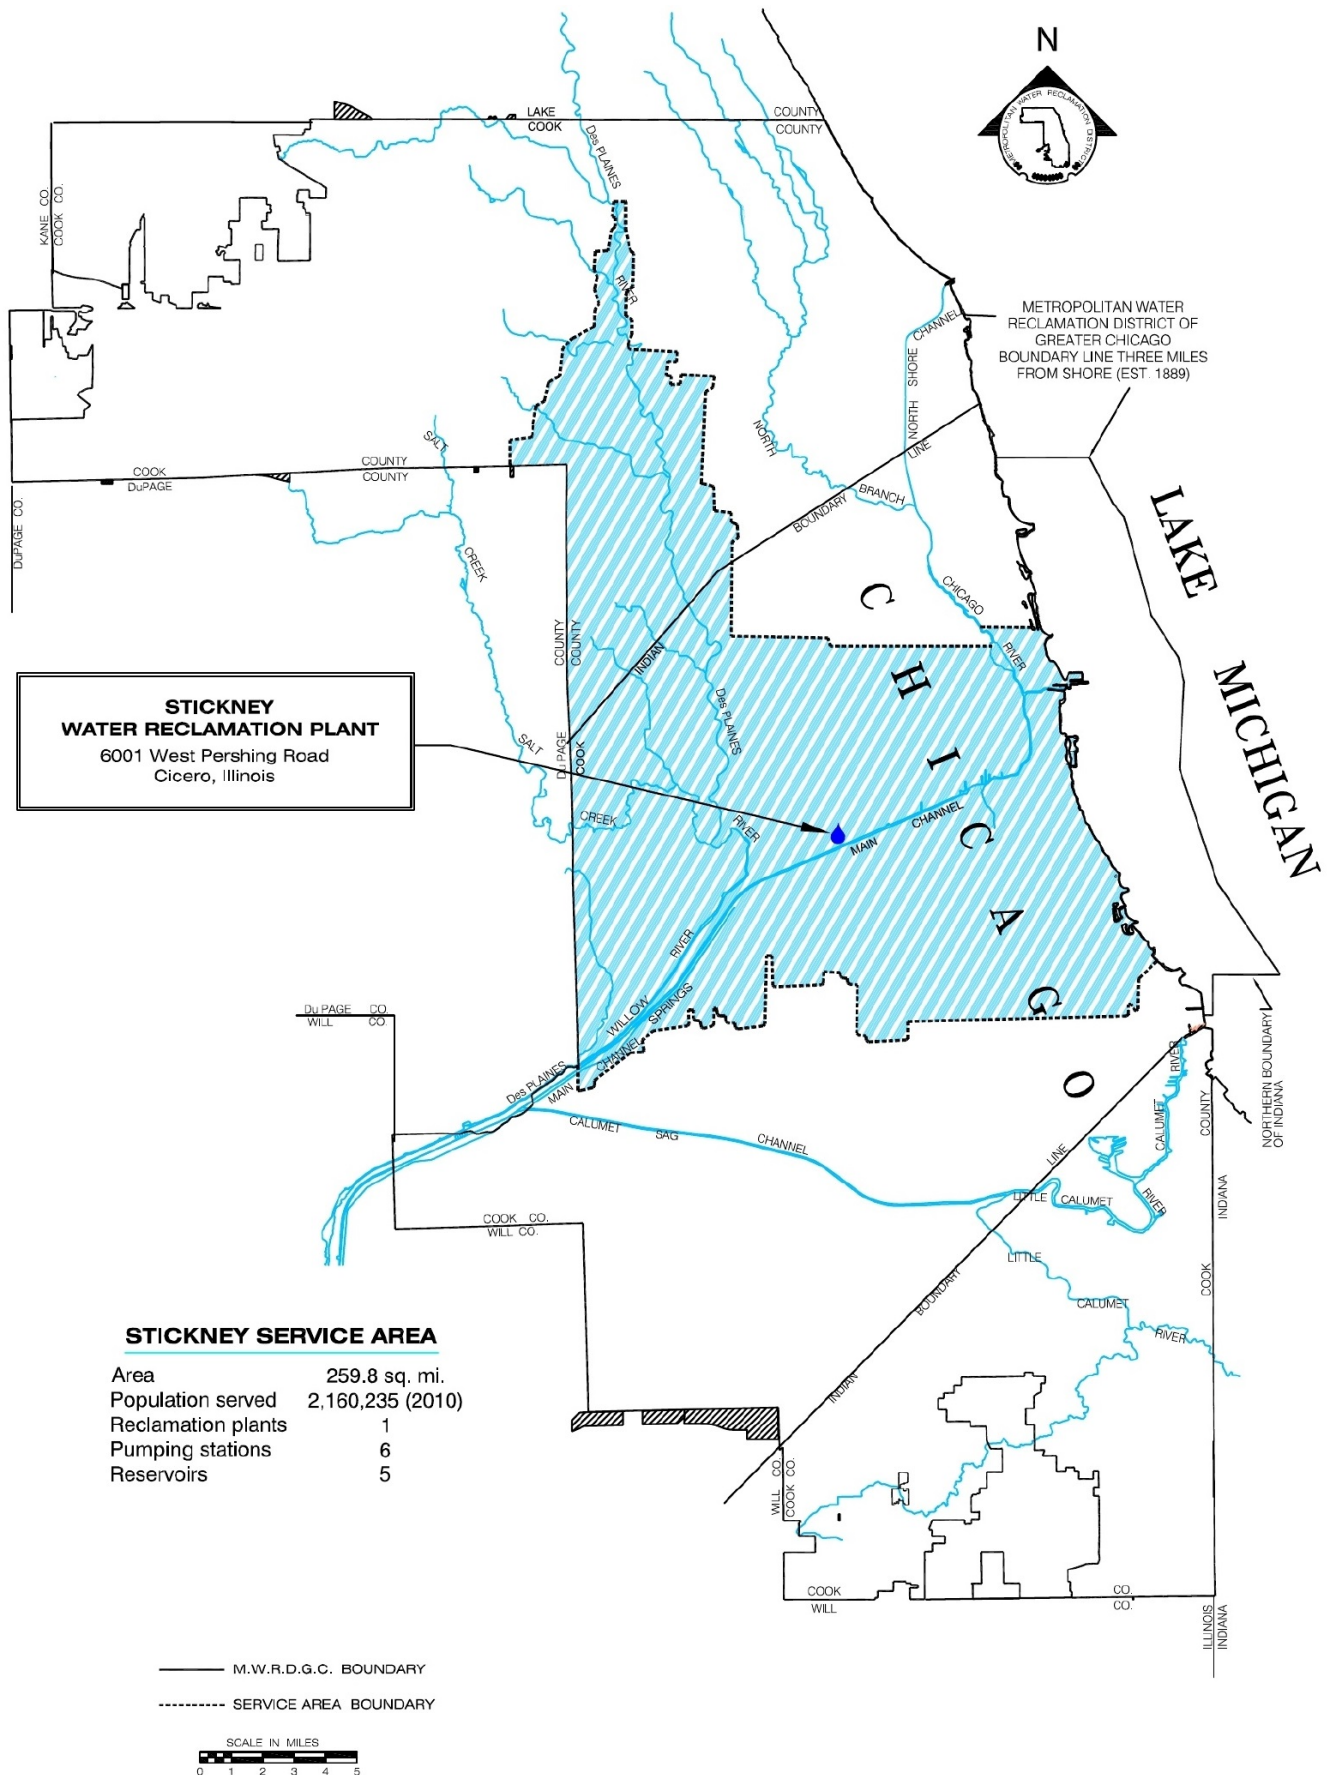 N
METROPOLITAN WATER RECLAMATION DISTRICT
LAKE
COOK
COUNTY
COUNTY
KANE CO.
COOK CO.
Des PLAINES
RIVER
CHANNEL
NORTH SHORE
METROPOLITAN WATER
RECLAMATION DISTRICT OF
GREATER CHICAGO
BOUNDARY LINE THREE MILES
FROM SHORE (EST. 1889)
NORTH
BRANCH
BOUNDARY
LINE
SALT
CREEK
COOK
DuPAGE
COUNTY
COUNTY
DuPAGE CO.
LAKE
MICHIGAN
CHICAGO
RIVER
CHICAGO
COUNTY
COUNTY
INDIAN
Des PLAINES
STICKNEY
WATER RECLAMATION PLANT
6001 West Pershing Road
Cicero, Illinois
SALT
CREEK
Du PAGE
COOK
RIVER
MAIN
CHANNEL
RIVER
WILLOW
SPRINGS
CHANNEL
MAIN
Des PLAINES
Du PAGE CO.
WILL CO.
CALUMET
SAG
CHANNEL
RIVER
CALUMET
COUNTY
NORTHERN BOUNDARY
OF INDIANA
LINE
LITTLE
CALUMET
RIVER
INDIANA
COOK
COOK CO.
WILL CO.
LITTLE
CALUMET
RIVER
BOUNDARY
INDIAN
STICKNEY SERVICE AREA
Area 259.8 sq. mi.
Population served 2,160,235 (2010)
Reclamation plants 1
Pumping stations 6
Reservoirs 5
WILL CO.
COOK CO.
COOK
WILL
CO.
CO.
ILLINOIS
INDIANA
M.W.R.D.G.C. BOUNDARY
SERVICE AREA BOUNDARY
SCALE IN MILES
0 1 2 3 4 5